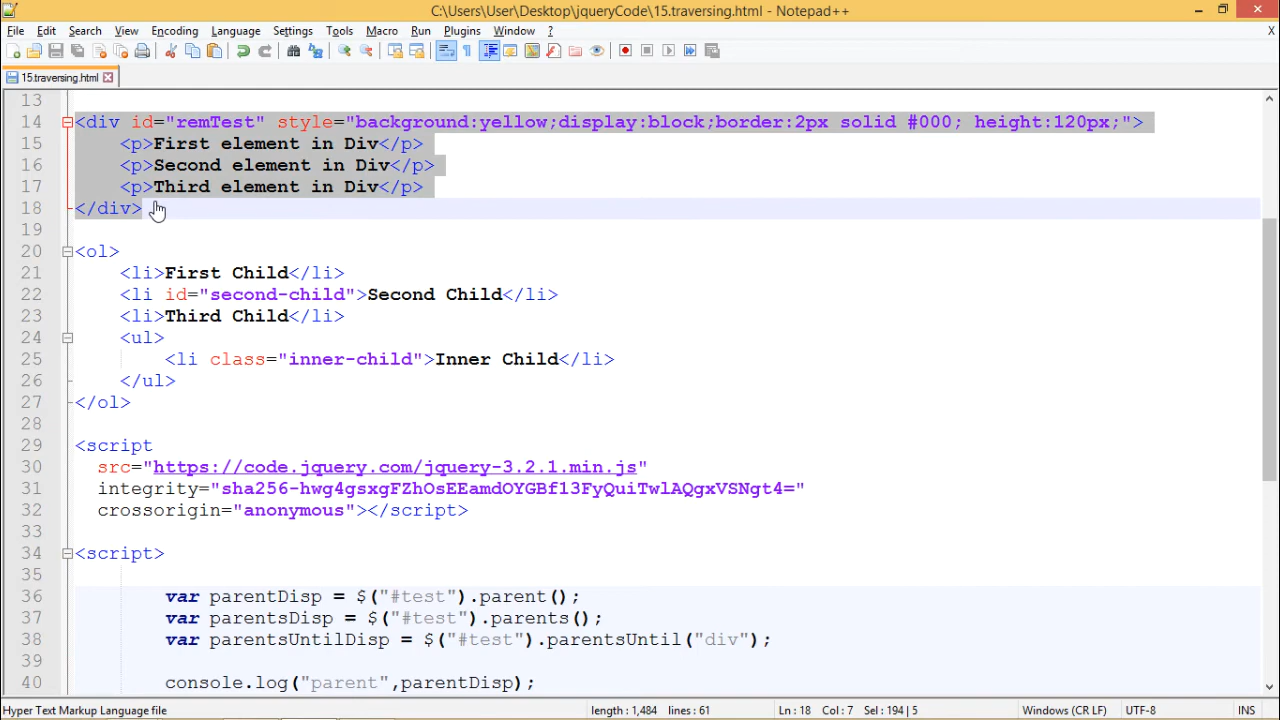 C:\Users\User\Desktop\jqueryCode\15.traversing.html - Notepad++
File Edit Search View Encoding Language Settings Tools Macro Run Plugins Window ? X
15.traversing.html
13
14 <div id="remTest" style="background:yellow;display:block;border:2px solid #000; height:120px;">
15 <p>First element in Div</p>
16 <p>Second element in Div</p>
17 <p>Third element in Div</p>
18 </div>
19
20 <ol>
21 <li>First Child</li>
22 <li id="second-child">Second Child</li>
23 <li>Third Child</li>
24 <ul>
25 <li class="inner-child">Inner Child</li>
26 </ul>
27 </ol>
28
29 <script
30 src="https://code.jquery.com/jquery-3.2.1.min.js"
31 integrity="sha256-hwg4gsxgFZhOsEEamdOYGBf13FyQuiTwlAQgxVSNgt4="
32 crossorigin="anonymous"></script>
33
34 <script>
35
36 var parentDisp = $("#test").parent();
37 var parentsDisp = $("#test").parents();
38 var parentsUntilDisp = $("#test").parentsUntil("div");
39
40 console.log("parent",parentDisp);
Hyper Text Markup Language file length : 1,484 lines : 61 Ln : 18 Col : 7 Sel : 194 | 5 Windows (CR LF) UTF-8 INS